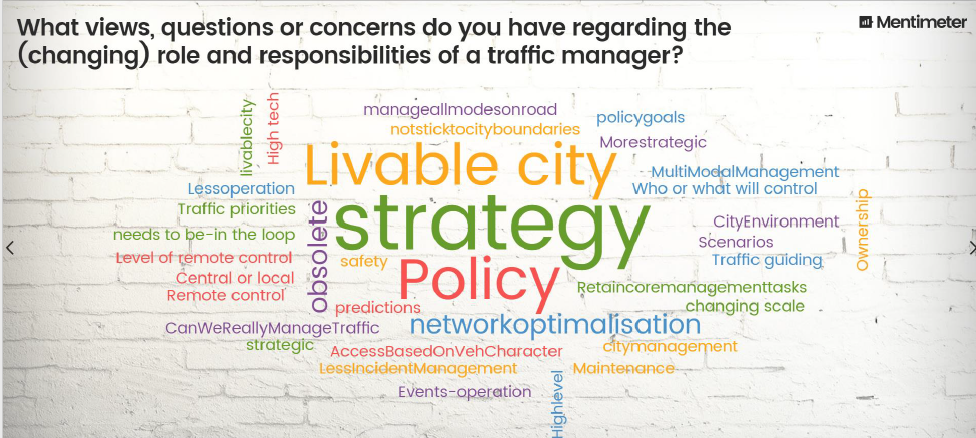 What views, questions or concerns do you have regarding the
(changing) role and responsibilities of a traffic manager?
Mentimeter
livablecity
High tech
manageallmodesonroad
policygoals
notsticktocityboundaries
Morestrategic
Livable city
MultiModalManagement
Lessoperation
Who or what will control
Traffic priorities
strategy
Ownership
obsolete
CityEnvironment
needs to be-in the loop
Scenarios
Level of remote control
safety
Policy
Traffic guiding
Central or local
Retaincoremanagementtasks
Remote control
predictions
changing scale
CanWeReallyManageTraffic
networkoptimalisation
strategic
AccessBasedOnVehCharacter
citymanagement
LessIncidentManagement
Maintenance
Events-operation
Highlevel